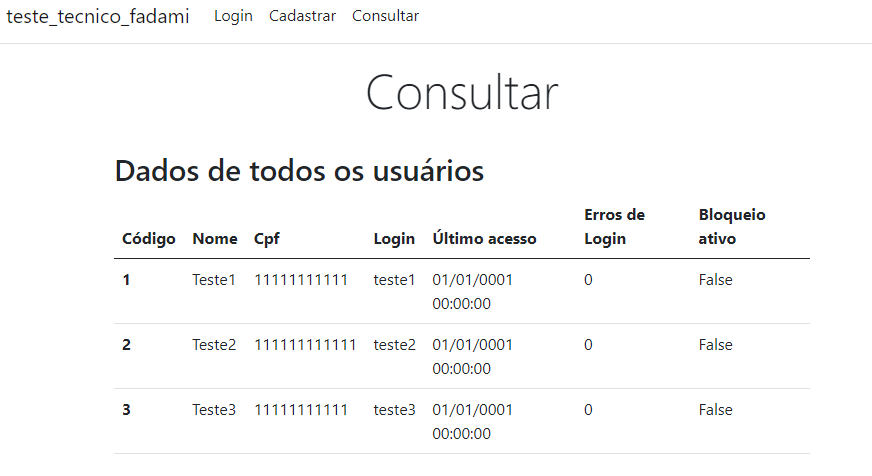 teste_tecnico_fadami Login Cadastrar Consultar
Consultar
Dados de todos os usuários
Código Nome Cpf Login Último acesso Erros de Login Bloqueio ativo
1 Teste1 11111111111 teste1 01/01/0001 00:00:00 0 False
2 Teste2 111111111111 teste2 01/01/0001 00:00:00 0 False
3 Teste3 11111111111 teste3 01/01/0001 00:00:00 0 False